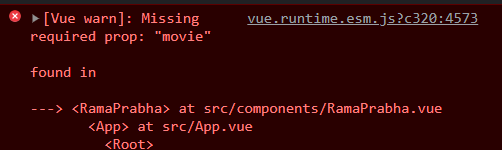 ▶[Vue warn]: Missing vue.runtime.esm.js?c320:4573
required prop: "movie"
found in
---> <RamaPrabha> at src/components/RamaPrabha.vue
<App> at src/App.vue
<Root>